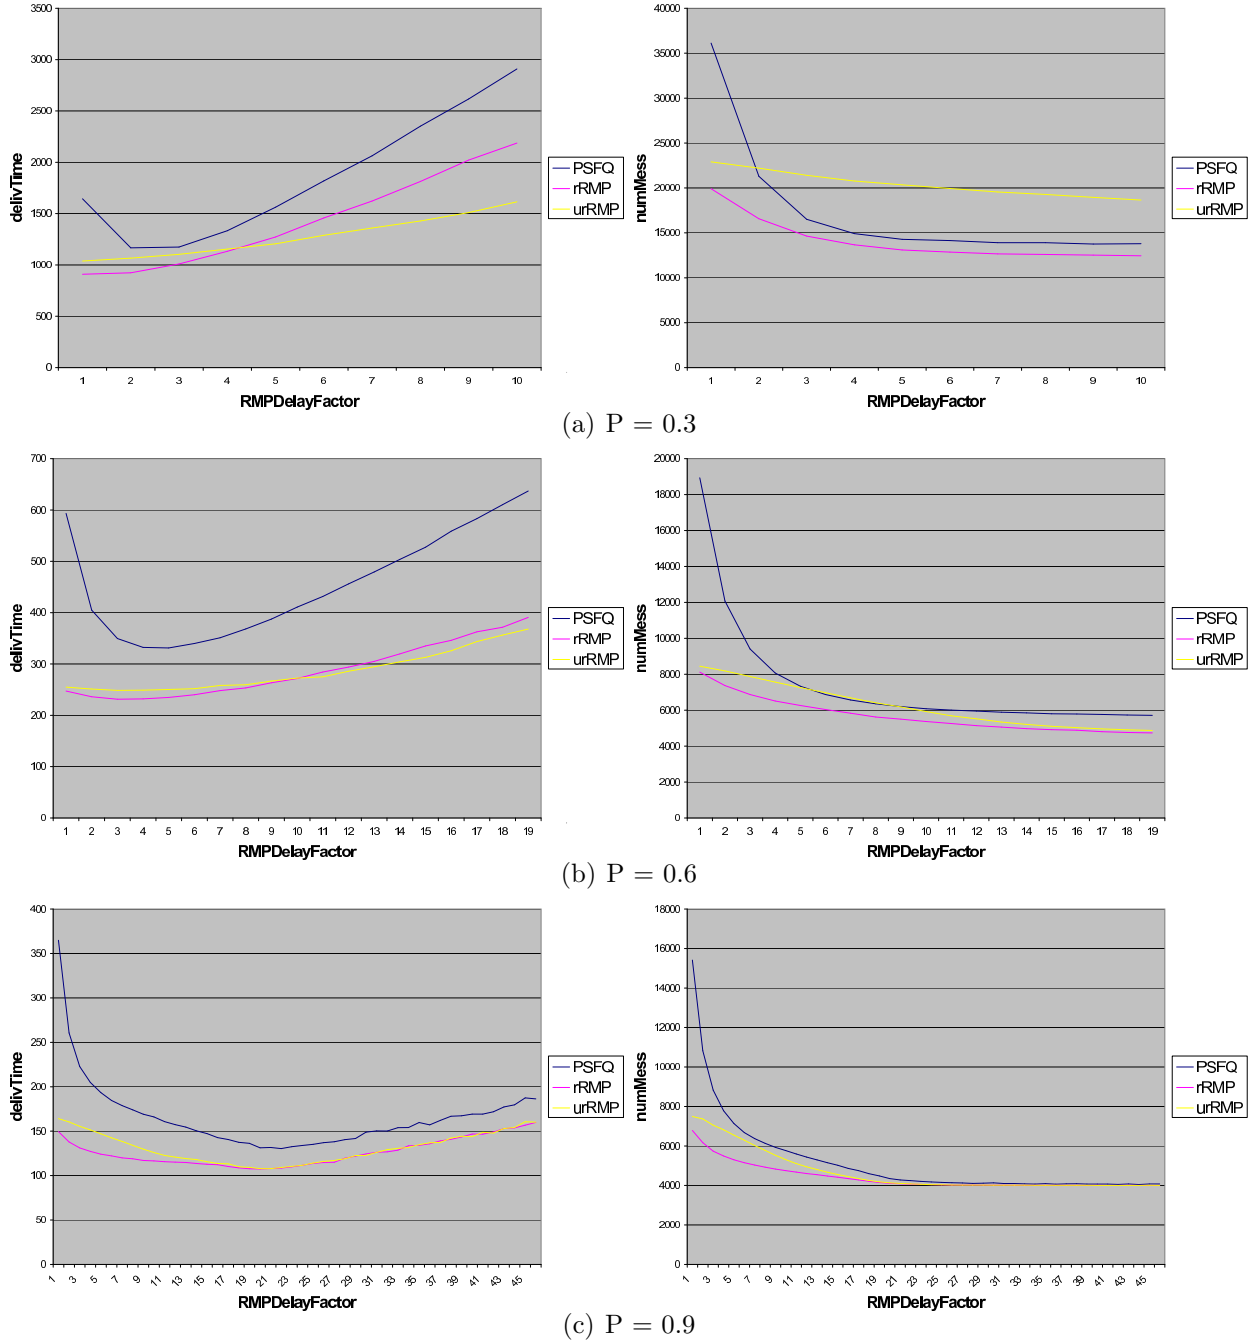 3500
3000
2500
2000
1500
1000
500
0
delivTime
1 2 3 4 5 6 7 8 9 10
RMPDelayFactor
PSFQ
rRMP
urRMP
40000
35000
30000
25000
20000
15000
10000
5000
0
numMess
1 2 3 4 5 6 7 8 9 10
RMPDelayFactor
PSFQ
rRMP
urRMP
(a) P = 0.3
700
600
500
400
300
200
100
0
delivTime
1 2 3 4 5 6 7 8 9 10 11 12 13 14 15 16 17 18 19
RMPDelayFactor
PSFQ
rRMP
urRMP
20000
18000
16000
14000
12000
10000
8000
6000
4000
2000
0
numMess
1 2 3 4 5 6 7 8 9 10 11 12 13 14 15 16 17 18 19
RMPDelayFactor
PSFQ
rRMP
urRMP
(b) P = 0.6
400
350
300
250
200
150
100
50
0
delivTime
1 3 5 7 9 11 13 15 17 19 21 23 25 27 29 31 33 35 37 39 41 43 45
RMPDelayFactor
PSFQ
rRMP
urRMP
18000
16000
14000
12000
10000
8000
6000
4000
2000
0
numMess
1 3 5 7 9 11 13 15 17 19 21 23 25 27 29 31 33 35 37 39 41 43 45
RMPDelayFactor
PSFQ
rRMP
urRMP
(c) P = 0.9